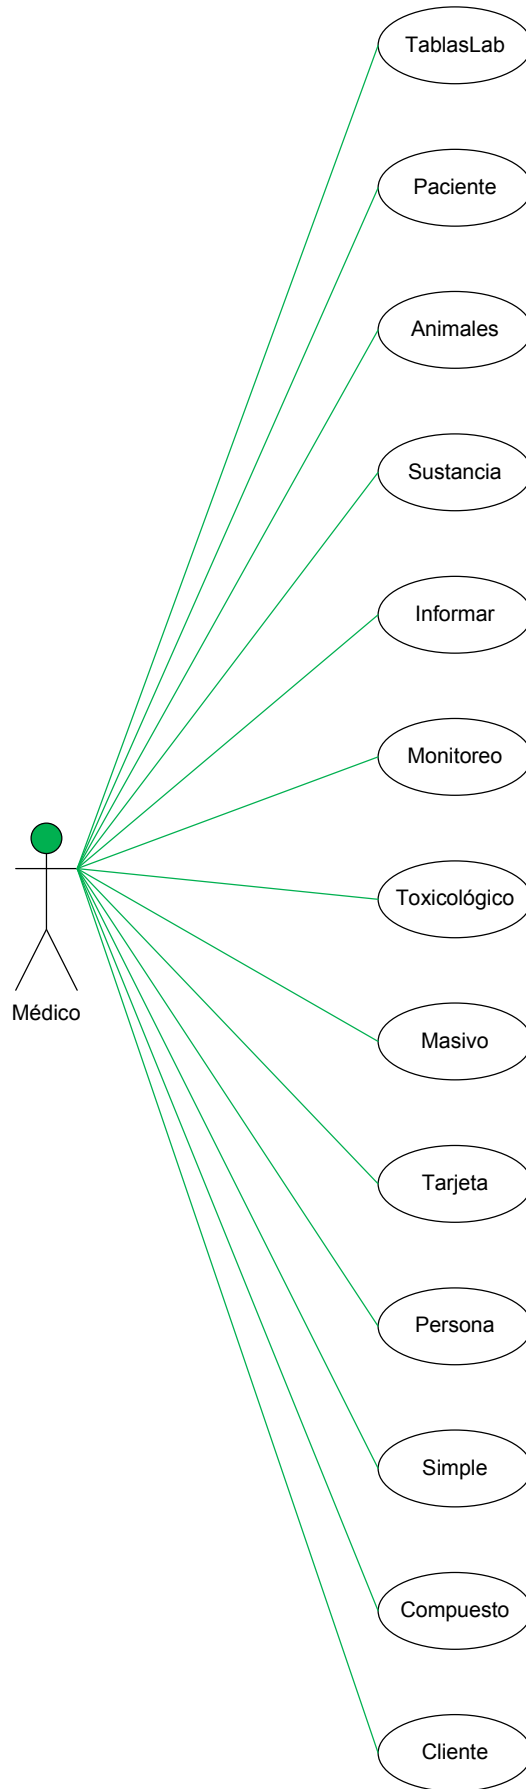 TablasLab
Paciente
Animales
Sustancia
Informar
Monitoreo
Toxicológico
Médico
Masivo
Tarjeta
Persona
Simple
Compuesto
Cliente